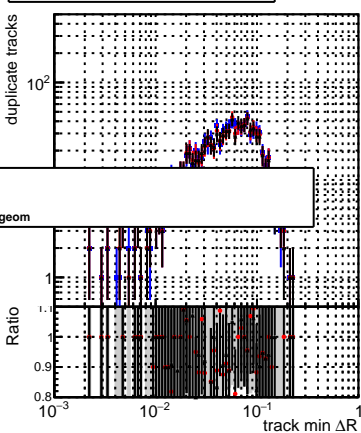 duplicate tracks
10²
geom
1
Ratio
1.1
1
0.9
0.8
10⁻³
10⁻²
10⁻¹
1
track min ΔR